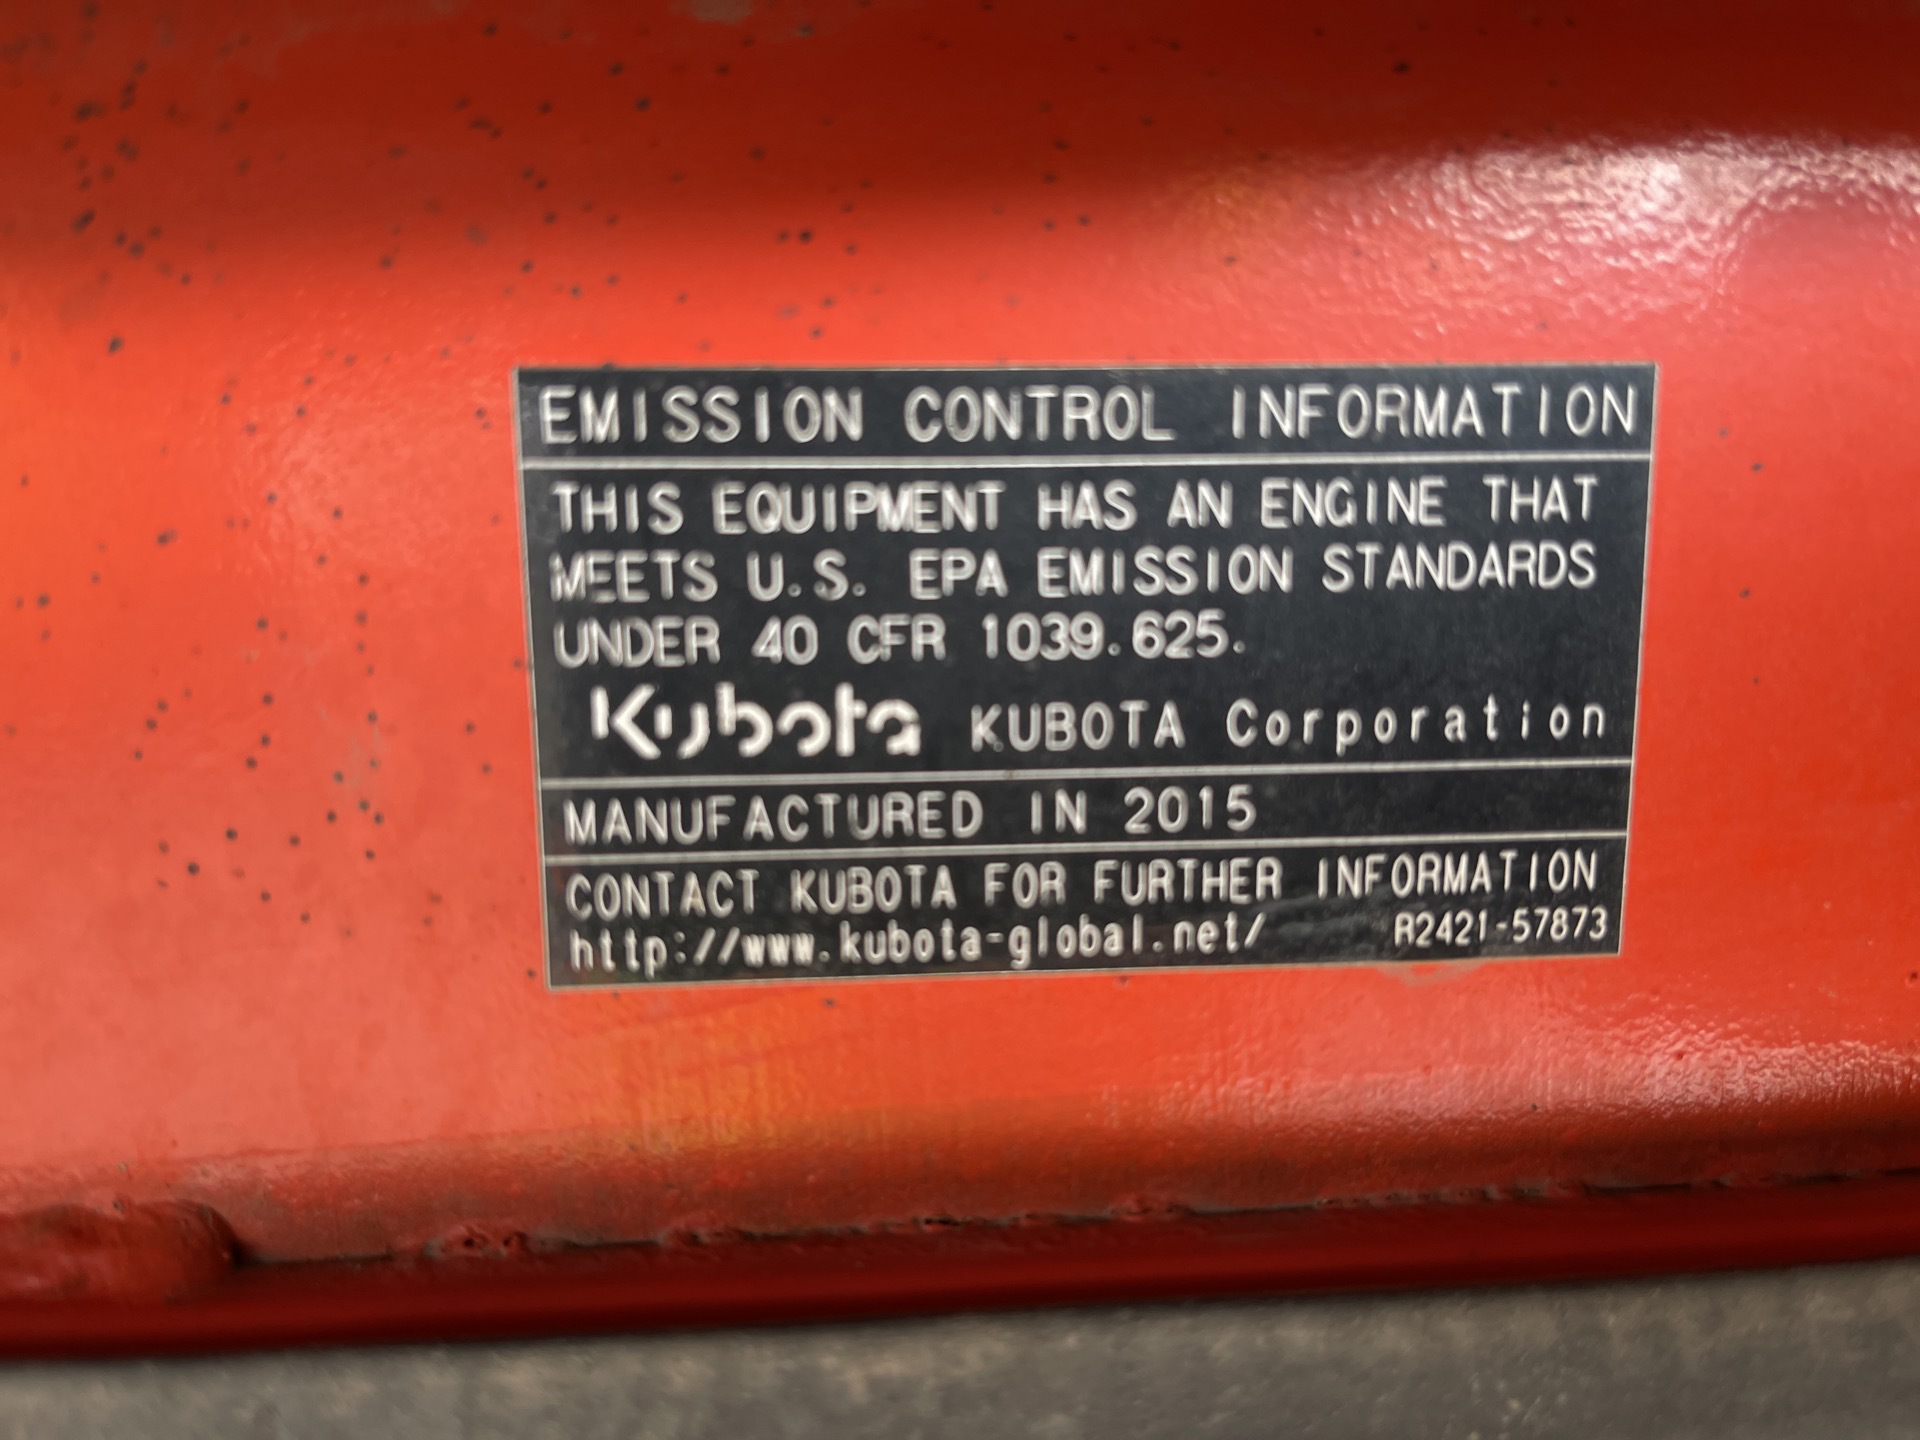 EMISSION CONTROL INFORMATION
THIS EQUIPMENT HAS AN ENGINE THAT
MEETS U.S. EPA EMISSION STANDARDS
UNDER 40 CFR 1039.625.
Kubota KUBOTA Corporation
MANUFACTURED IN 2015
CONTACT KUBOTA FOR FURTHER INFORMATION
http://www.kubota-global.net/ R2421-57873